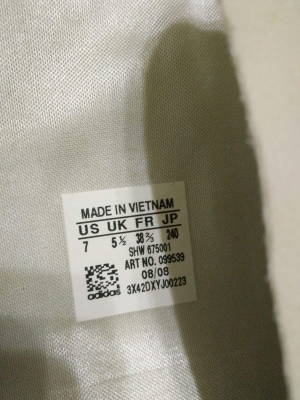 MADE IN VIETNAM
US UK FR JP
7 5½ 38⅔ 240
SHW 675001
ART NO. 099539
08/08
adidas 3X42DXYJ00223